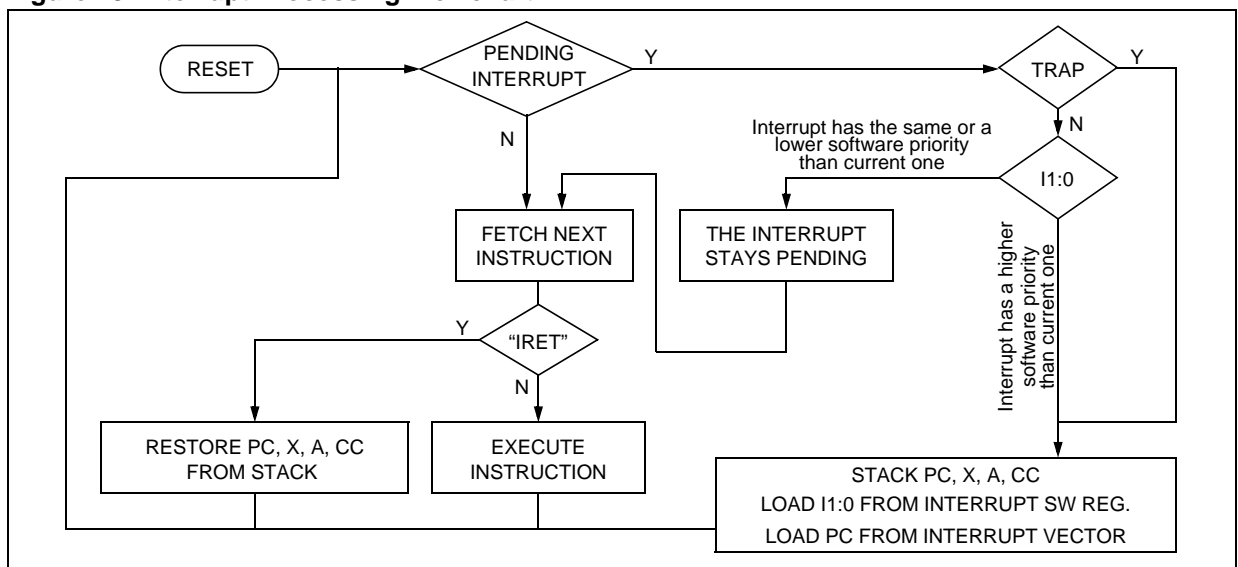 RESET
PENDING
INTERRUPT
Y
TRAP
Y
N
N
Interrupt has the same or a
lower software priority
than current one
I1:0
FETCH NEXT
INSTRUCTION
THE INTERRUPT
STAYS PENDING
Interrupt has a higher
software priority
than current one
Y
“IRET”
N
RESTORE PC, X, A, CC
FROM STACK
EXECUTE
INSTRUCTION
STACK PC, X, A, CC
LOAD I1:0 FROM INTERRUPT SW REG.
LOAD PC FROM INTERRUPT VECTOR